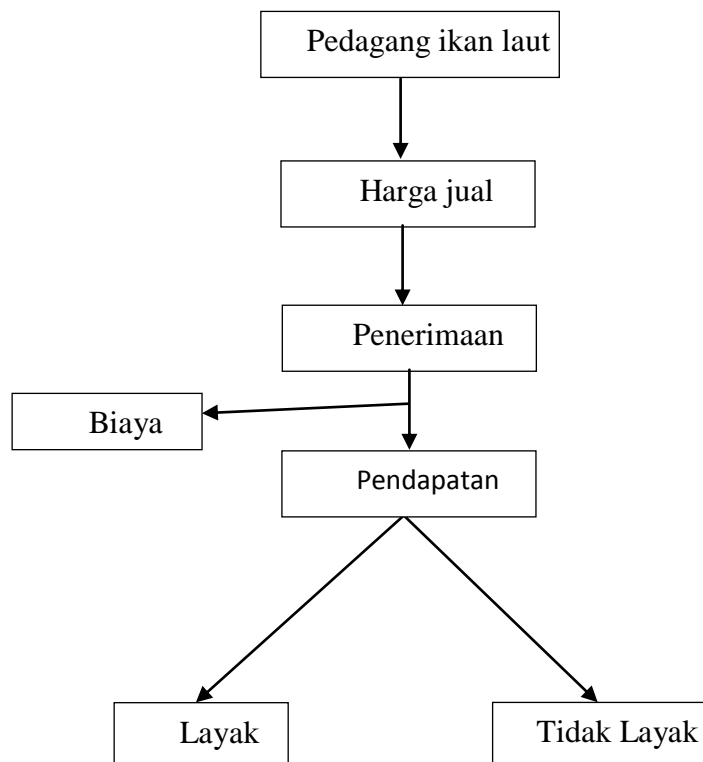 Pedagang ikan laut
Harga jual
Penerimaan
Biaya
Pendapatan
Layak
Tidak Layak